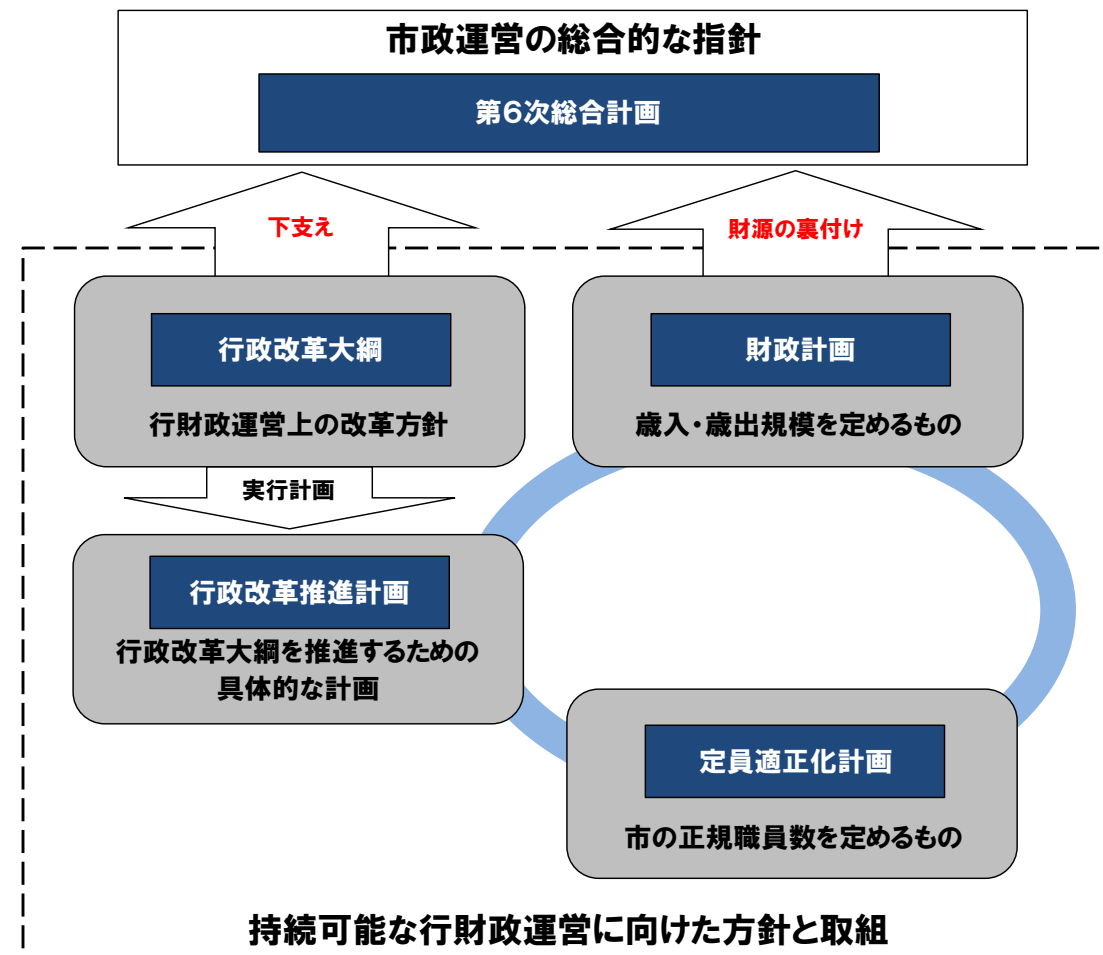 市政運営の総合的な指針
第6次総合計画
下支え
財源の裏付け
行政改革大綱
行財政運営上の改革方針
財政計画
歳入・歳出規模を定めるもの
実行計画
行政改革推進計画
行政改革大綱を推進するための
具体的な計画
定員適正化計画
市の正規職員数を定めるもの
持続可能な行財政運営に向けた方針と取組